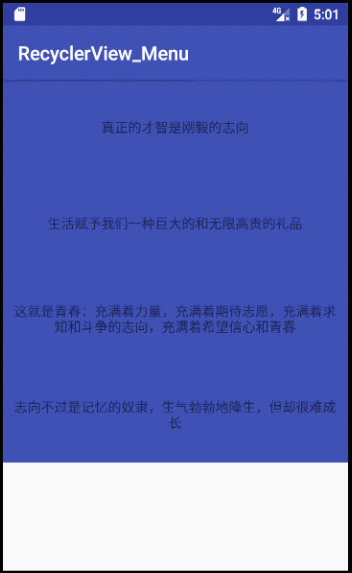 4G 5:01
RecyclerView_Menu
真正的才智是刚毅的志向
生活赋予我们一种巨大的和无限高贵的礼品
这就是青春：充满着力量，充满着期待志愿，充满着求
知和斗争的志向，充满着希望信心和青春
志向不过是记忆的奴隶，生气勃勃地降生，但却很难成
长